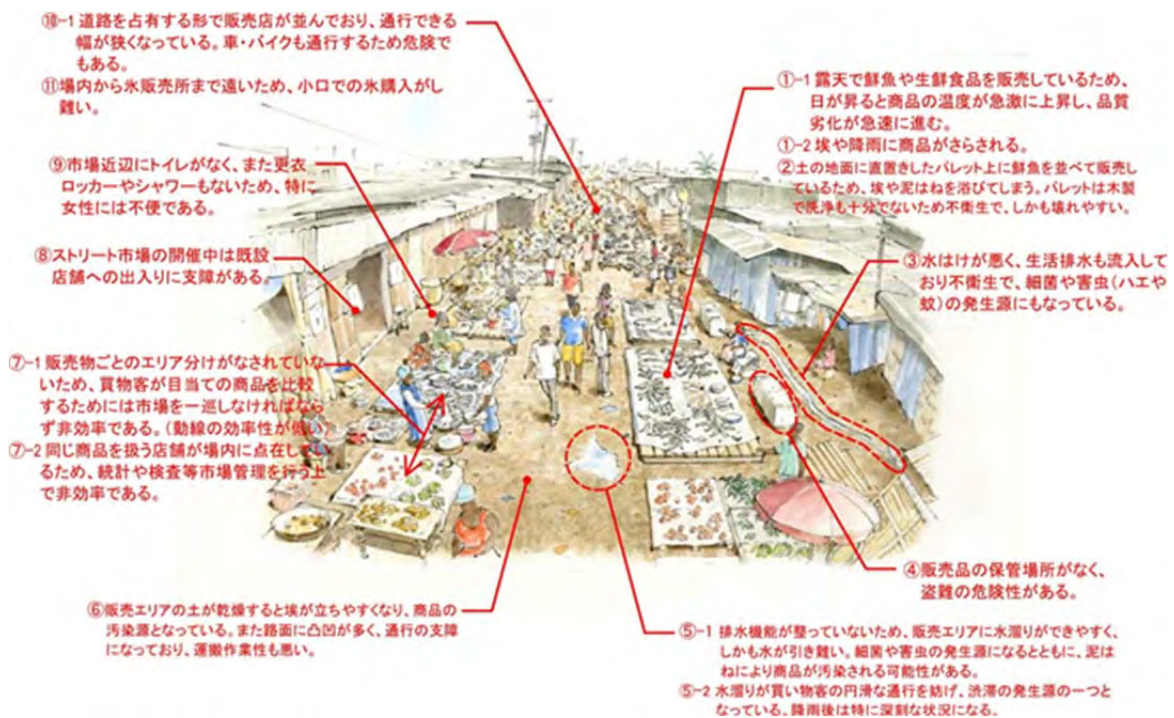 ⑩-1 道路を占有する形で販売店が並んでおり、通行できる
幅が狭くなっている。車・バイクも通行するため危険で
もある。
⑪場内から氷販売所まで遠いため、小口での氷購入がし
難い。
⑨市場近辺にトイレがなく、また更衣
ロッカーやシャワーもないため、特に
女性には不便である。
⑧ストリート市場の開催中は既設
店舗への出入りに支障がある。
⑦-1 販売物ごとのエリア分けがなされていな
いため、買物客が目当ての商品を比較
するためには市場を一巡しなければなら
ず非効率である。(動線の効率性が低い)
⑦-2 同じ商品を扱う店舗が場内に点在してい
るため、統計や検査等市場管理を行う上
で非効率である。
⑥販売エリアの土が乾燥すると埃が立ちやすくなり、商品の
汚染源となっている。また路面に凸凹が多く、通行の支障
になっており、運搬作業性も悪い。
①-1 露天で鮮魚や生鮮食品を販売しているため、
日が昇ると商品の温度が急激に上昇し、品質
劣化が急速に進む。
①-2 埃や降雨に商品がさらされる。
②土の地面に直置きしたパレット上に鮮魚を並べて販売し
ているため、埃や泥はねを浴びてしまう。パレットは木製
で洗浄も十分でないため不衛生で、しかも壊れやすい。
③水はけが悪く、生活排水も流入して
おり不衛生で、細菌や害虫(ハエや
蚊)の発生源にもなっている。
④販売品の保管場所がなく、
盗難の危険性がある。
⑤-1 排水機能が整っていないため、販売エリアに水溜りができやすく、
しかも水が引き難い。細菌や害虫の発生源になるとともに、泥は
ねにより商品が汚染される可能性がある。
⑤-2 水溜りが買い物客の円滑な通行を妨げ、渋滞の発生源の一つと
なっている。降雨後は特に深刻な状況になる。